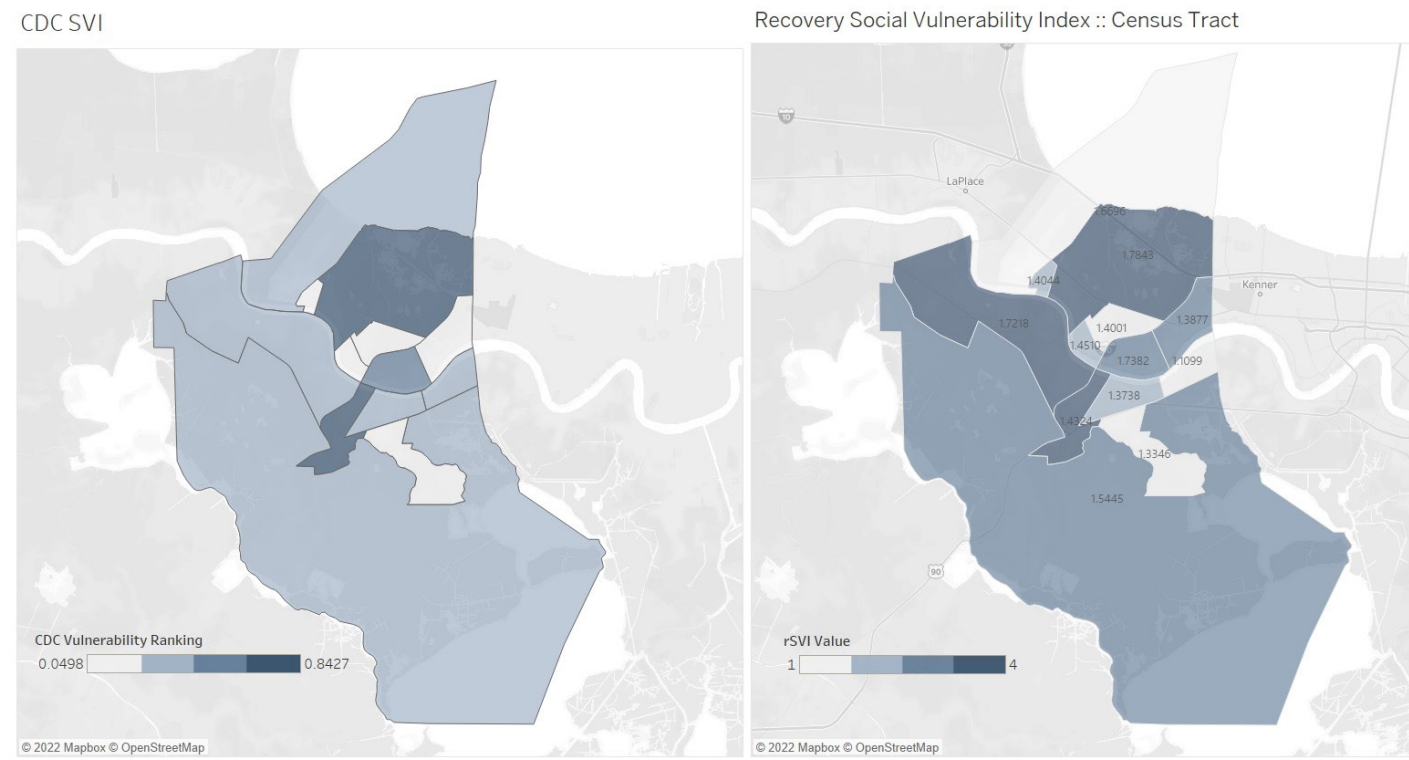 CDC SVI
CDC Vulnerability Ranking
0.0498
0.8427
© 2022 Mapbox © OpenStreetMap
Recovery Social Vulnerability Index :: Census Tract
10
LaPlace
1.6696
1.7843
1.4044
Kenner
1.7218
1.4001
1.3877
1.4510
1.7382
1.1099
1.3738
1.4324
1.3346
1.5445
90
rSVI Value
1
4
© 2022 Mapbox © OpenStreetMap